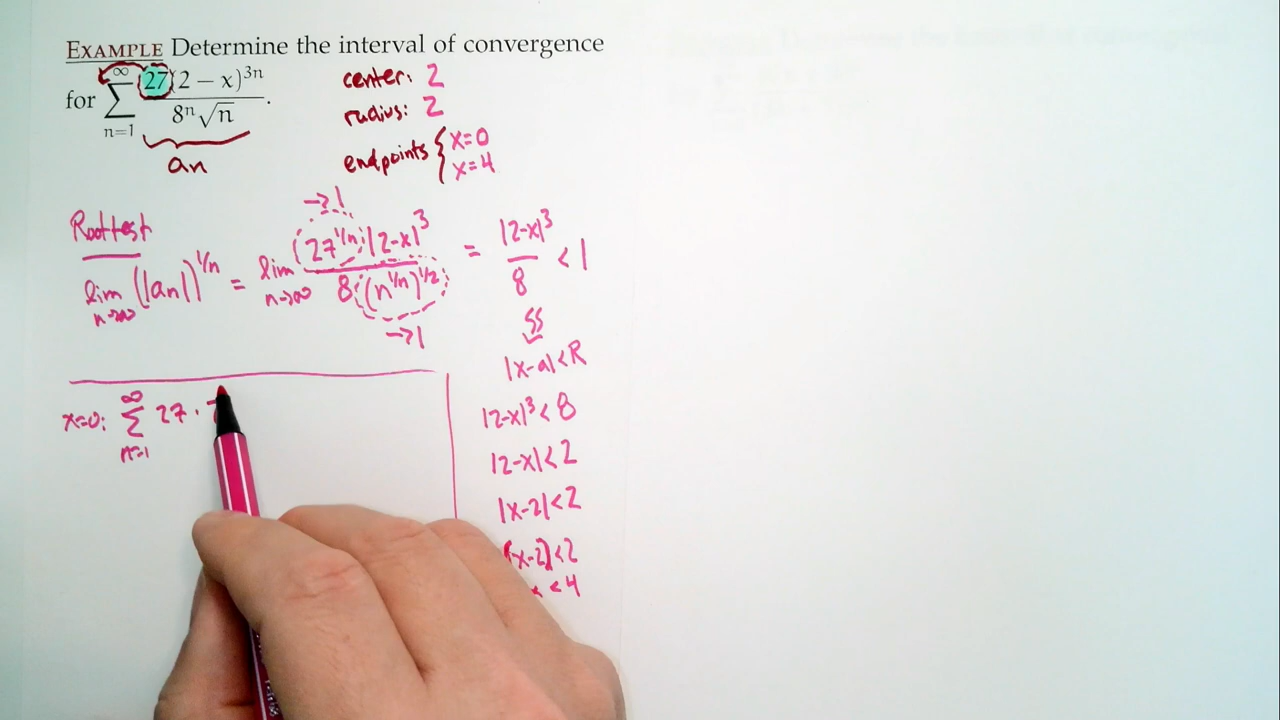 EXAMPLE Determine the interval of convergence
for ∑_{n=1}^{∞} 27(2 − x)^{3n} / (8^n √n).
an
center: 2
radius: 2
endpoints { x=0
x=4
Root test
lim_{n→∞} (|an|)^{1/n} = lim_{n→∞} (27^{1/n})|2-x|^3 / (8·(n^{1/n})^{1/2}) = |2-x|^3 / 8 < 1
→1
→1
|x-a|<R
|2-x|^3 < 8
|2-x|<2
|x-2|<2
x-2<2
x<4
x=0: ∑_{n=1}^{∞} 27 ·